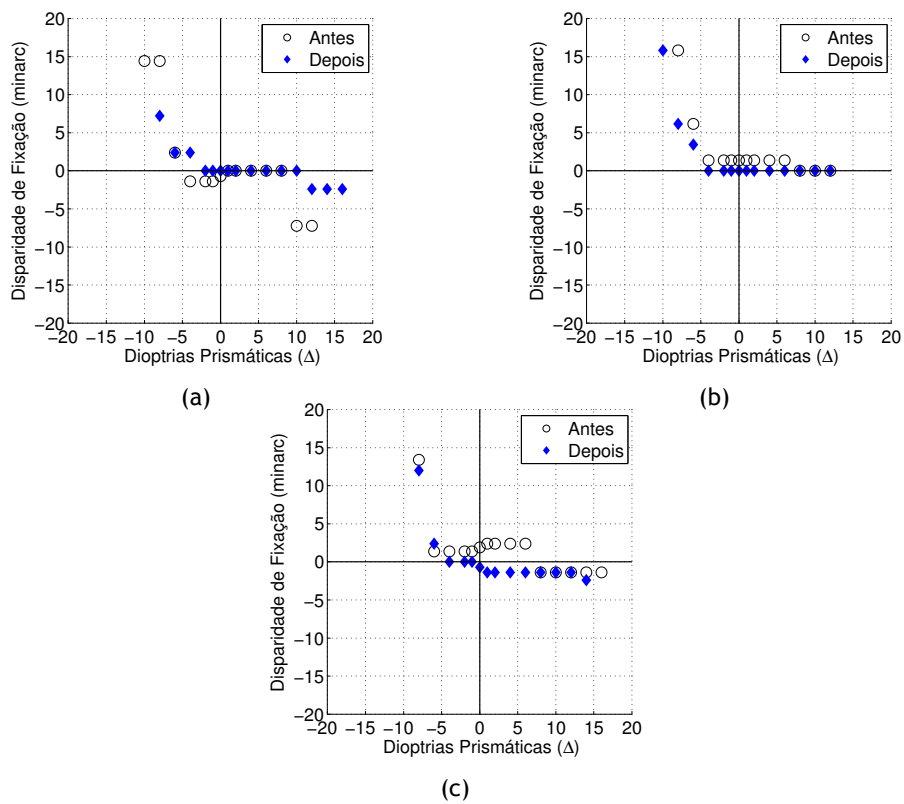 20
15
10
5
0
−5
−10
−15
−20
−20 −15 −10 −5 0 5 10 15 20
Disparidade de Fixação (minarc)
Dioptrias Prismáticas (Δ)
Antes
Depois
(a)
20
15
10
5
0
−5
−10
−15
−20
−20 −15 −10 −5 0 5 10 15 20
Disparidade de Fixação (minarc)
Dioptrias Prismáticas (Δ)
Antes
Depois
(b)
20
15
10
5
0
−5
−10
−15
−20
−20 −15 −10 −5 0 5 10 15 20
Disparidade de Fixação (minarc)
Dioptrias Prismáticas (Δ)
Antes
Depois
(c)